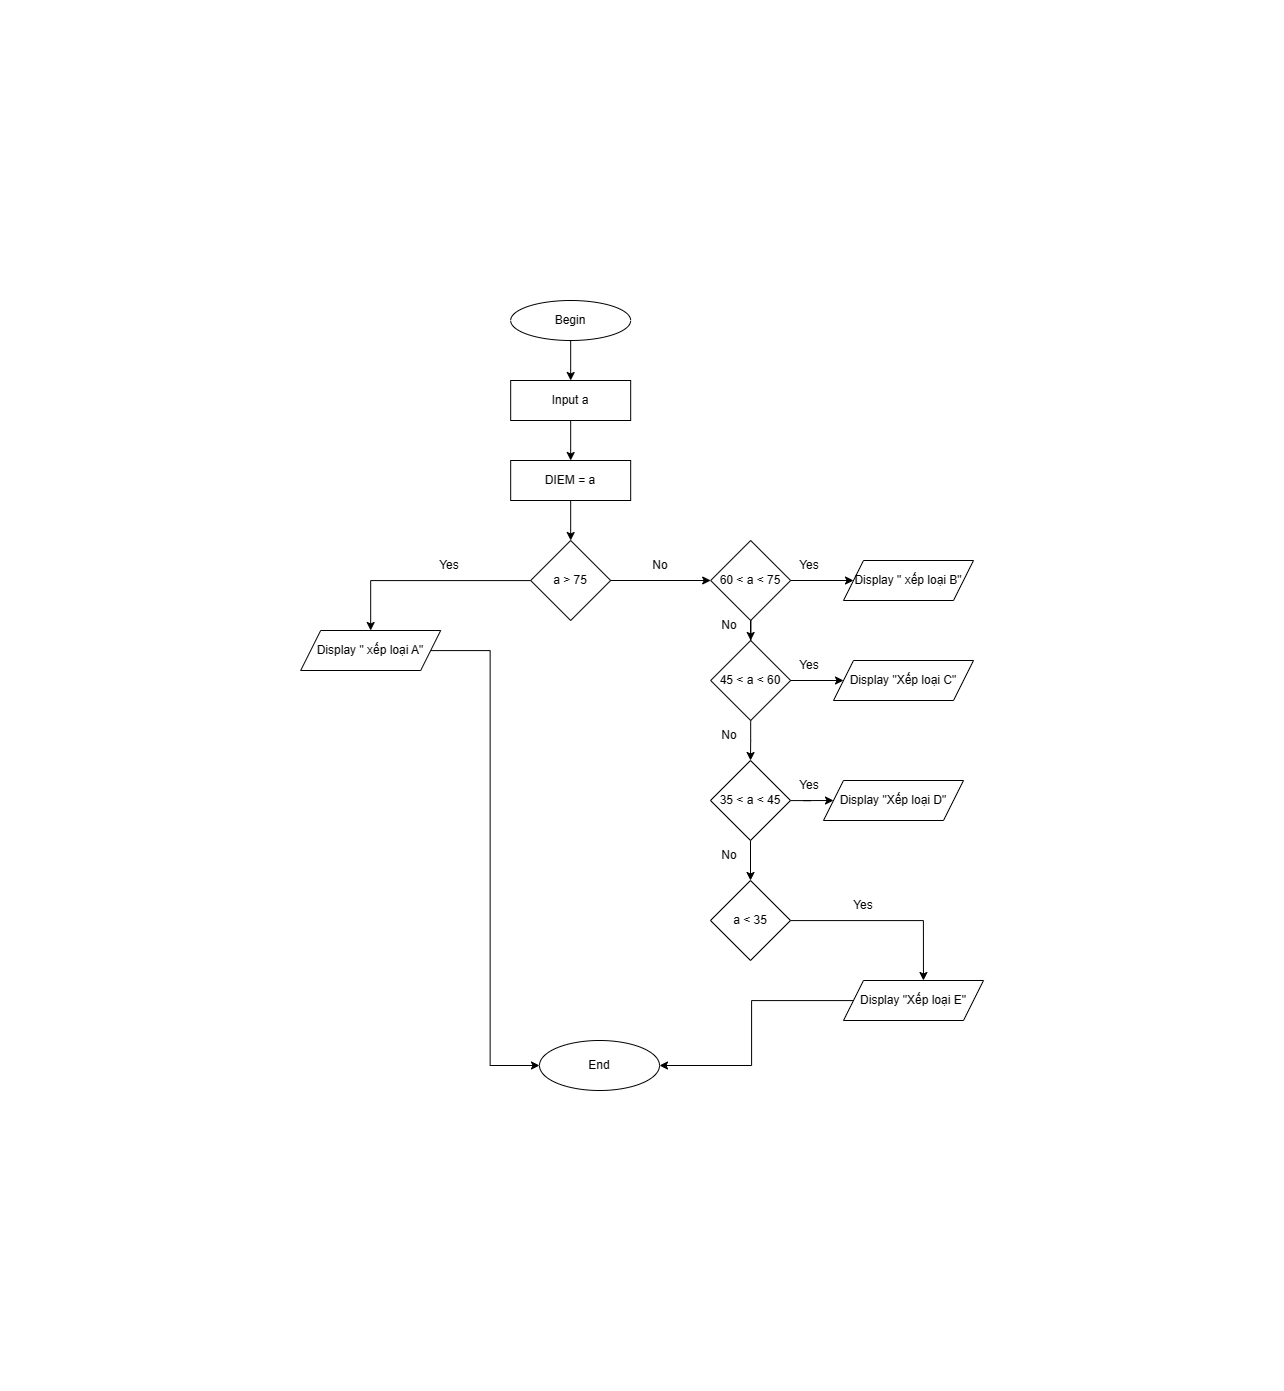 Begin
Input a
DIEM = a
a > 75
Yes
No
60 < a < 75
Yes
Display " xếp loại B"
Display " xếp loại A"
No
45 < a < 60
Yes
Display "Xếp loại C"
No
35 < a < 45
Yes
Display "Xếp loại D"
No
a < 35
Yes
Display "Xếp loại E"
End